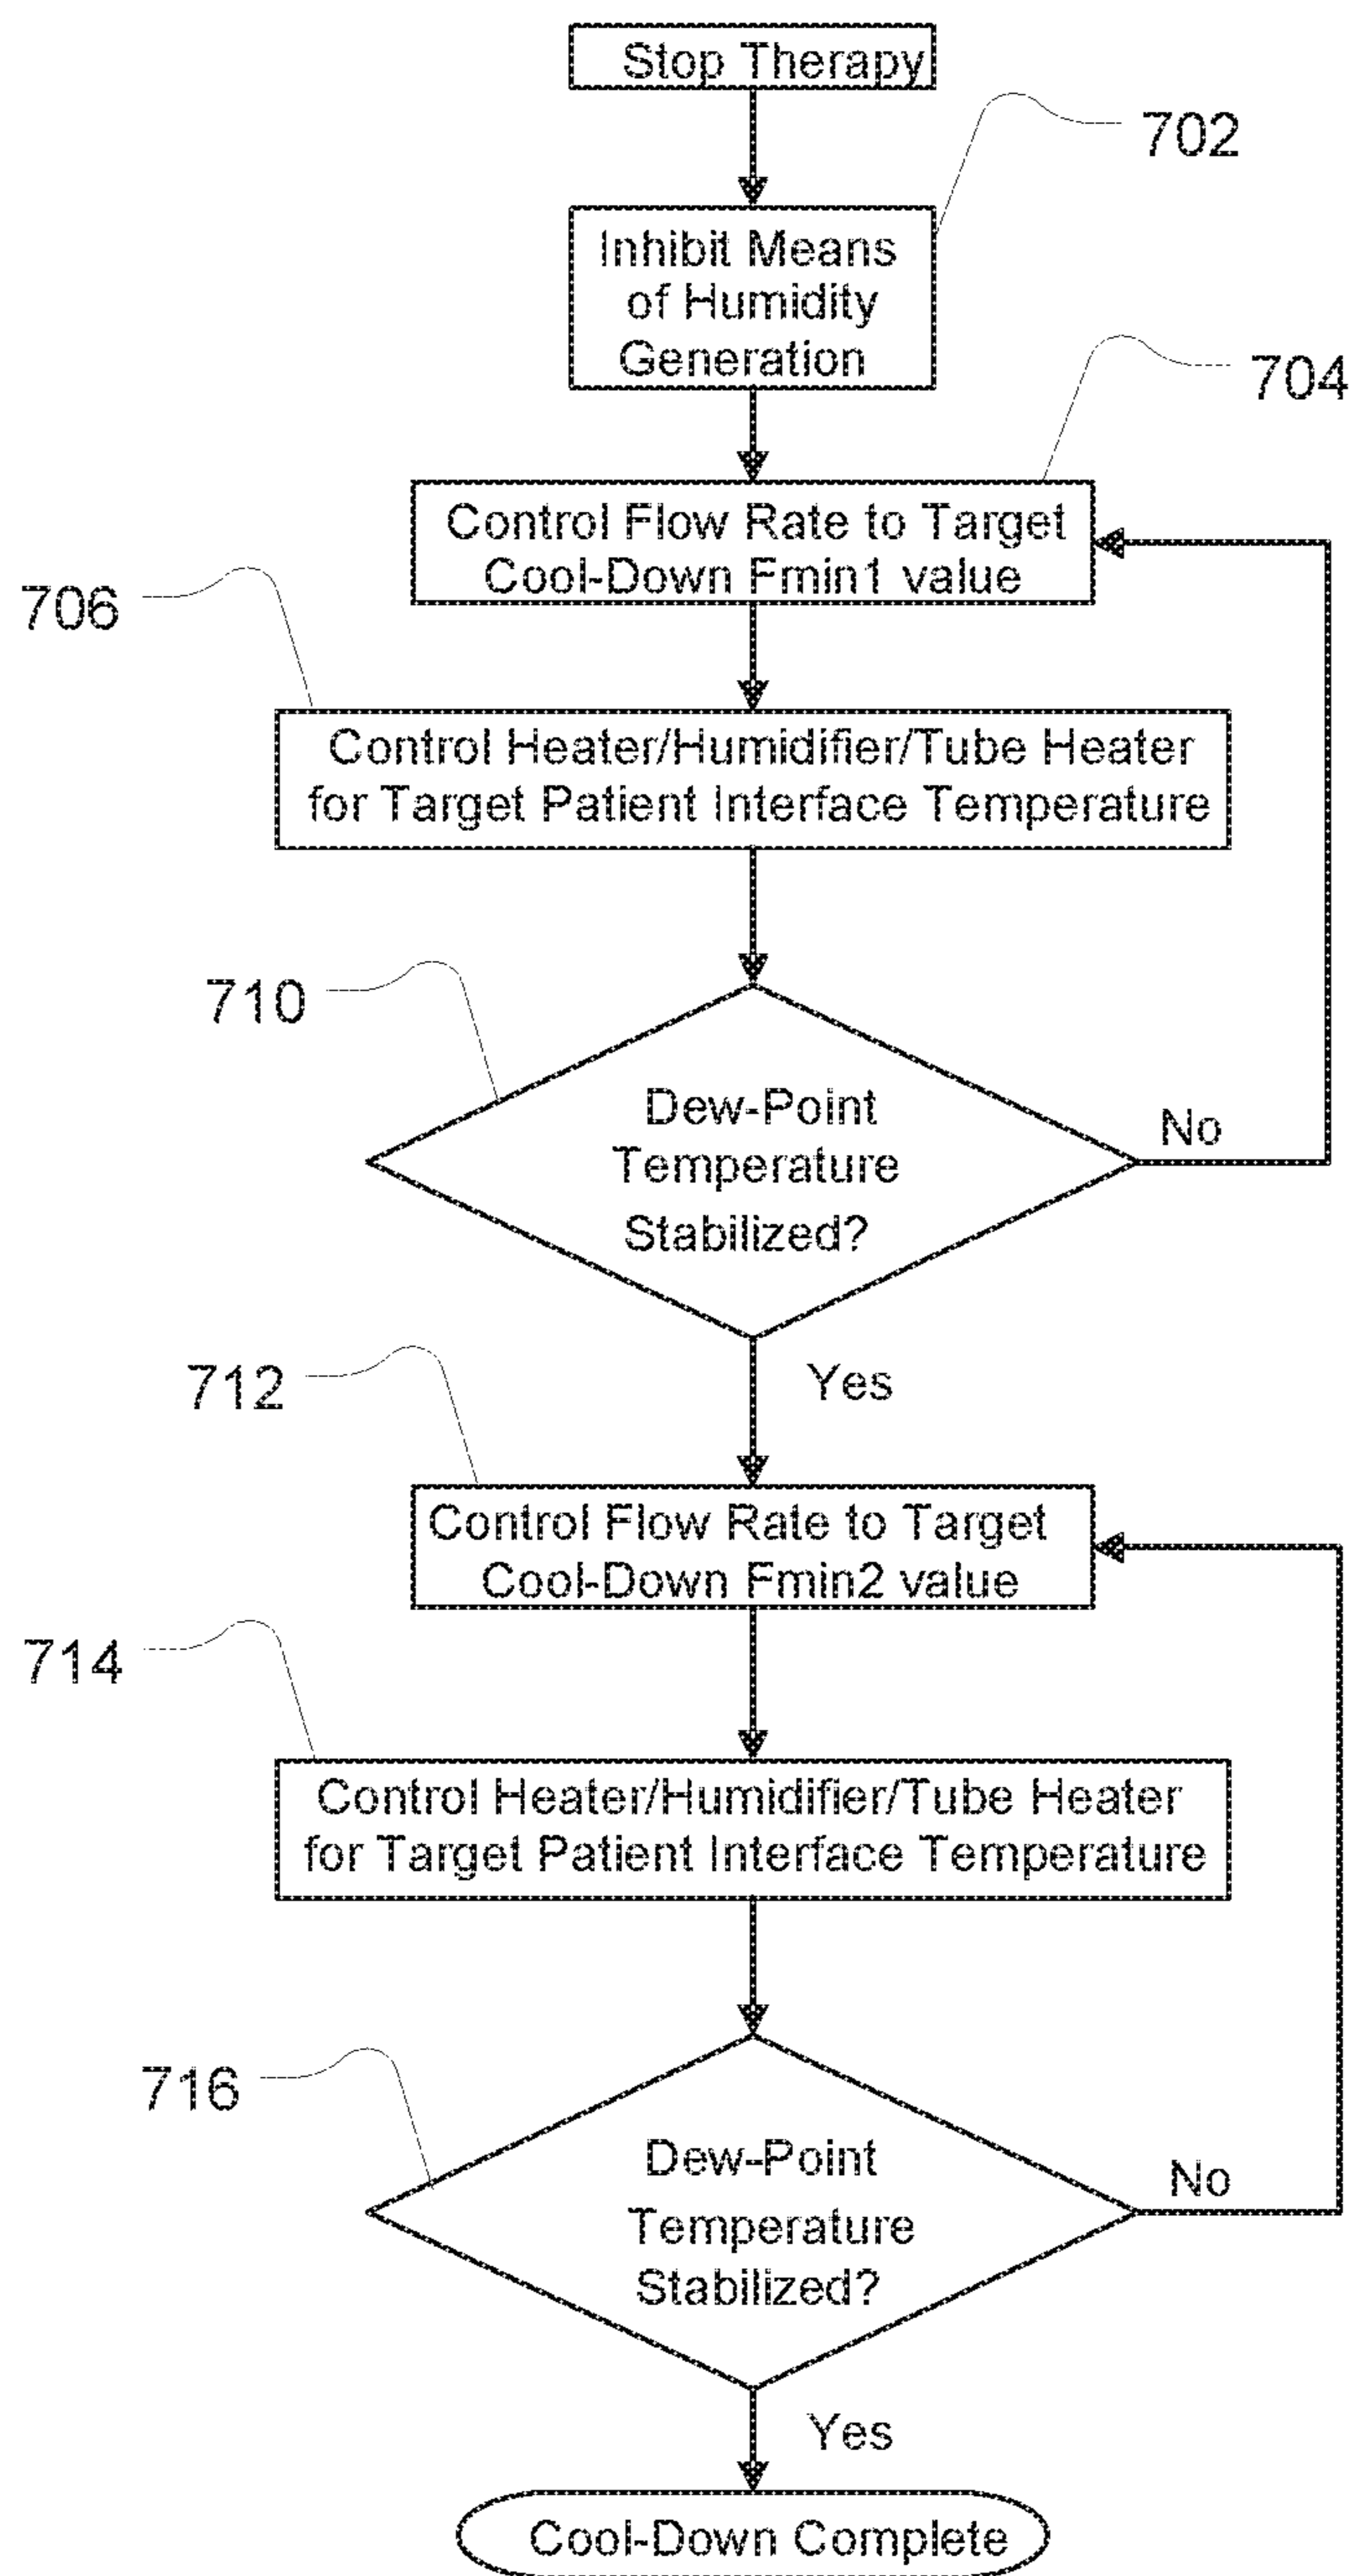 Stop Therapy
702
Inhibit Means
of Humidity
Generation
704
Control Flow Rate to Target
Cool-Down Fmin1 value
706
Control Heater/Humidifier/Tube Heater
for Target Patient Interface Temperature
710
Dew-Point
Temperature
Stabilized?
No
Yes
712
Control Flow Rate to Target
Cool-Down Fmin2 value
714
Control Heater/Humidifier/Tube Heater
for Target Patient Interface Temperature
716
Dew-Point
Temperature
Stabilized?
No
Yes
Cool-Down Complete